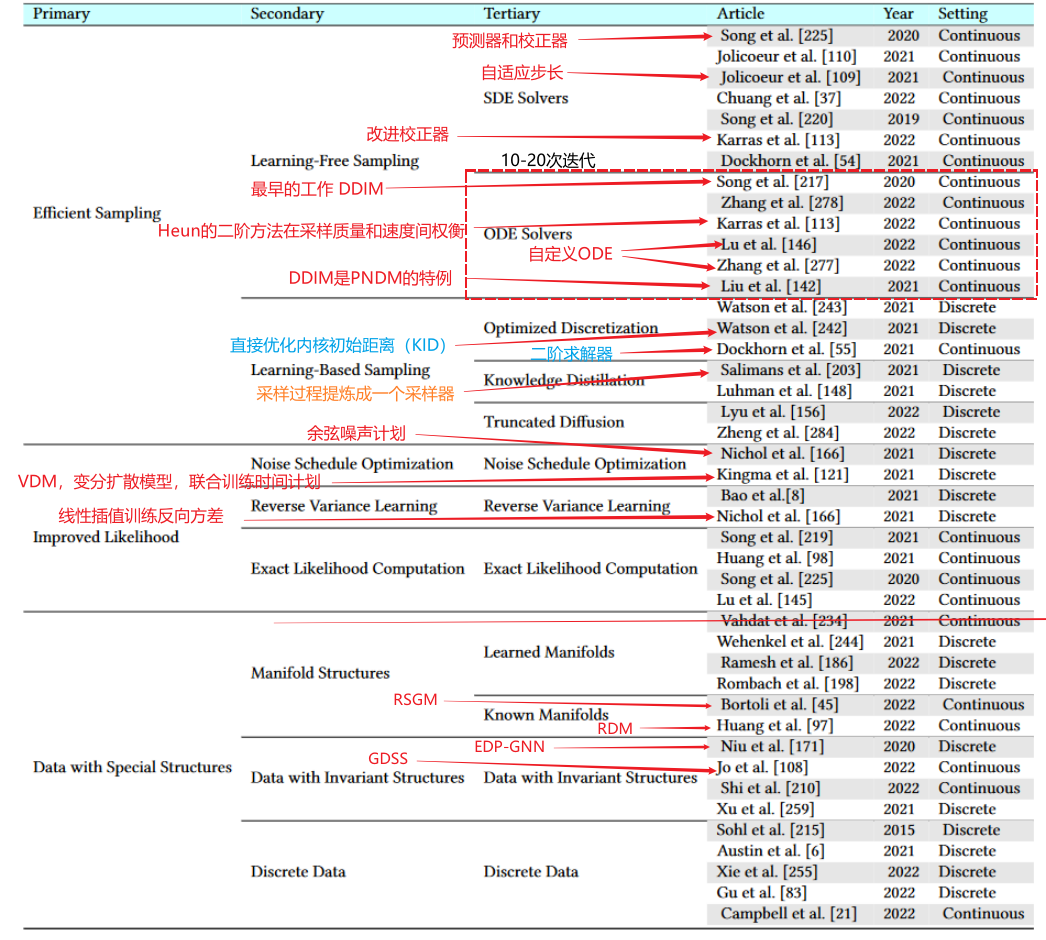 Primary Secondary Tertiary Article Year Setting
预测器和校正器 Song et al. [225] 2020 Continuous
Jolicoeur et al. [110] 2021 Continuous
自适应步长 Jolicoeur et al. [109] 2021 Continuous
SDE Solvers Chuang et al. [37] 2022 Continuous
Song et al. [220] 2019 Continuous
改进校正器 Karras et al. [113] 2022 Continuous
Learning-Free Sampling 10-20次迭代 Dockhorn et al. [54] 2021 Continuous
最早的工作 DDIM Song et al. [217] 2020 Continuous
Zhang et al. [278] 2022 Continuous
Efficient Sampling
Heun的二阶方法在采样质量和速度间权衡 ODE Solvers Karras et al. [113] 2022 Continuous
自定义ODE Lu et al. [146] 2022 Continuous
Zhang et al. [277] 2022 Continuous
DDIM是PNDM的特例 Liu et al. [142] 2021 Continuous
Watson et al. [243] 2021 Discrete
Optimized Discretization Watson et al. [242] 2021 Discrete
直接优化内核初始距离（KID） 二阶求解器 Dockhorn et al. [55] 2021 Continuous
Learning-Based Sampling Salimans et al. [203] 2021 Discrete
Knowledge Distillation
采样过程提炼成一个采样器 Luhman et al. [148] 2021 Discrete
Lyu et al. [156] 2022 Discrete
Truncated Diffusion
余弦噪声计划 Zheng et al. [284] 2022 Discrete
Nichol et al. [166] 2021 Discrete
Noise Schedule Optimization Noise Schedule Optimization
VDM，变分扩散模型，联合训练时间计划 Kingma et al. [121] 2021 Discrete
Bao et al.[8] 2021 Discrete
Reverse Variance Learning Reverse Variance Learning
线性插值训练反向方差 Nichol et al. [166] 2021 Discrete
Improved Likelihood Song et al. [219] 2021 Continuous
Huang et al. [98] 2021 Continuous
Exact Likelihood Computation Exact Likelihood Computation
Song et al. [225] 2020 Continuous
Lu et al. [145] 2022 Continuous
Vahdat et al. [234] 2021 Continuous
Wehenkel et al. [244] 2021 Discrete
Learned Manifolds
Manifold Structures Ramesh et al. [186] 2022 Discrete
Rombach et al. [198] 2022 Discrete
RSGM Bortoli et al. [45] 2022 Continuous
Known Manifolds
RDM Huang et al. [97] 2022 Continuous
EDP-GNN Niu et al. [171] 2020 Discrete
GDSS Jo et al. [108] 2022 Continuous
Data with Special Structures Data with Invariant Structures Data with Invariant Structures
Shi et al. [210] 2022 Continuous
Xu et al. [259] 2021 Discrete
Sohl et al. [215] 2015 Discrete
Austin et al. [6] 2021 Discrete
Discrete Data Discrete Data Xie et al. [255] 2022 Discrete
Gu et al. [83] 2022 Discrete
Campbell et al. [21] 2022 Continuous